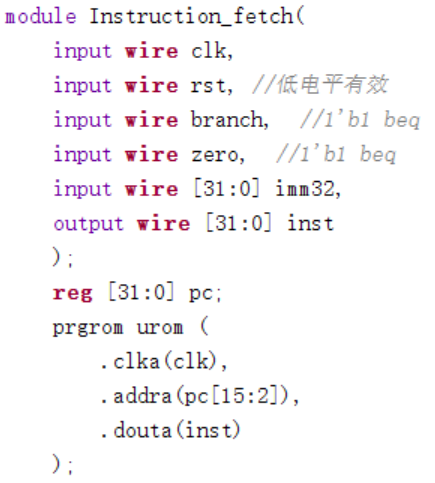 module Instruction_fetch(
input wire clk,
input wire rst, //低电平有效
input wire branch, //1'b1 beq
input wire zero, //1'b1 beq
input wire [31:0] imm32,
output wire [31:0] inst
);
reg [31:0] pc;
prgrom urom (
.clka(clk),
.addra(pc[15:2]),
.douta(inst)
);